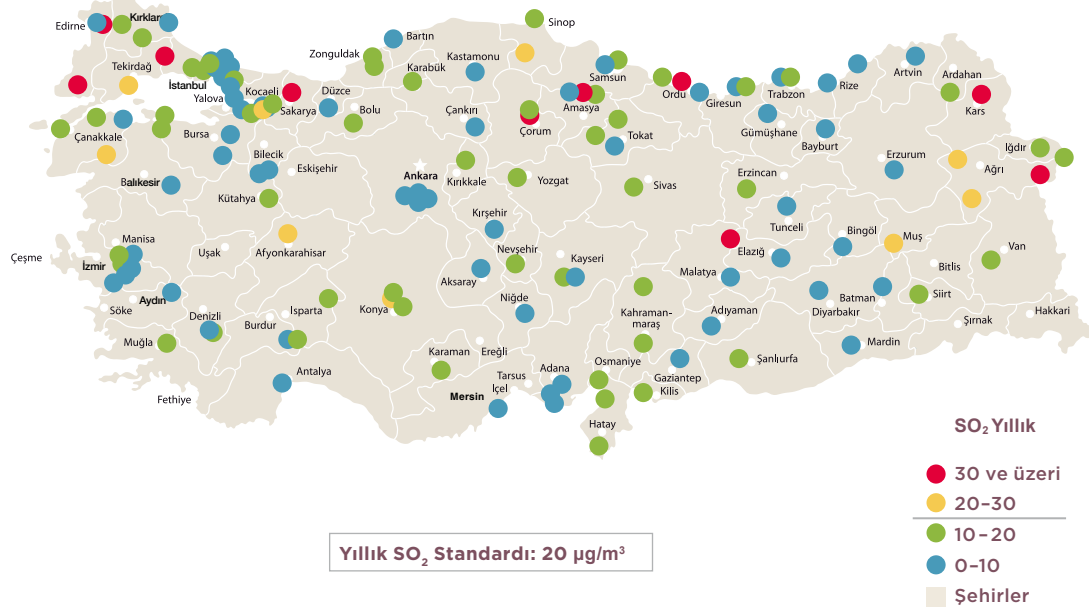 Edirne
Kırklar
Tekirdağ
İstanbul
Yalova
Kocaeli
Sakarya
Düzce
Bolu
Zonguldak
Bartın
Karabük
Kastamonu
Sinop
Çankırı
Samsun
Amasya
Çorum
Tokat
Ordu
Giresun
Trabzon
Gümüşhane
Bayburt
Rize
Artvin
Ardahan
Kars
Iğdır
Ağrı
Erzurum
Erzincan
Çanakkale
Bursa
Bilecik
Eskişehir
Balıkesir
Kütahya
Ankara
Kırıkkale
Yozgat
Sivas
Kırşehir
Nevşehir
Kayseri
Tunceli
Bingöl
Muş
Elazığ
Malatya
Bitlis
Van
Manisa
Çeşme
İzmir
Uşak
Afyonkarahisar
Aydın
Söke
Denizli
Isparta
Burdur
Muğla
Fethiye
Antalya
Konya
Aksaray
Niğde
Karaman
Ereğli
Tarsus
İçel
Mersin
Adana
Osmaniye
Kahraman-
maraş
Gaziantep
Kilis
Hatay
Adıyaman
Şanlıurfa
Batman
Diyarbakır
Mardin
Siirt
Şırnak
Hakkari
SO₂ Yıllık
30 ve üzeri
20–30
10–20
0–10
Şehirler
Yıllık SO₂ Standardı: 20 µg/m³